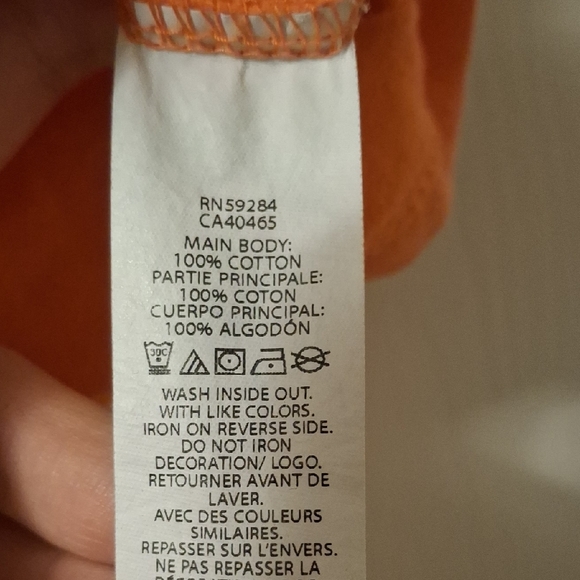 RN59284
CA40465
MAIN BODY:
100% COTTON
PARTIE PRINCIPALE:
100% COTON
CUERPO PRINCIPAL:
100% ALGODÓN
30C
WASH INSIDE OUT.
WITH LIKE COLORS.
IRON ON REVERSE SIDE.
DO NOT IRON
DECORATION/ LOGO.
RETOURNER AVANT DE
LAVER.
AVEC DES COULEURS
SIMILAIRES.
REPASSER SUR L'ENVERS.
NE PAS REPASSER LA